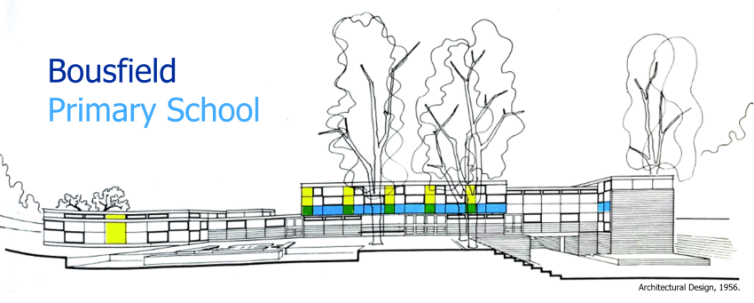 Bousfield
Primary School
Architectural Design, 1956.